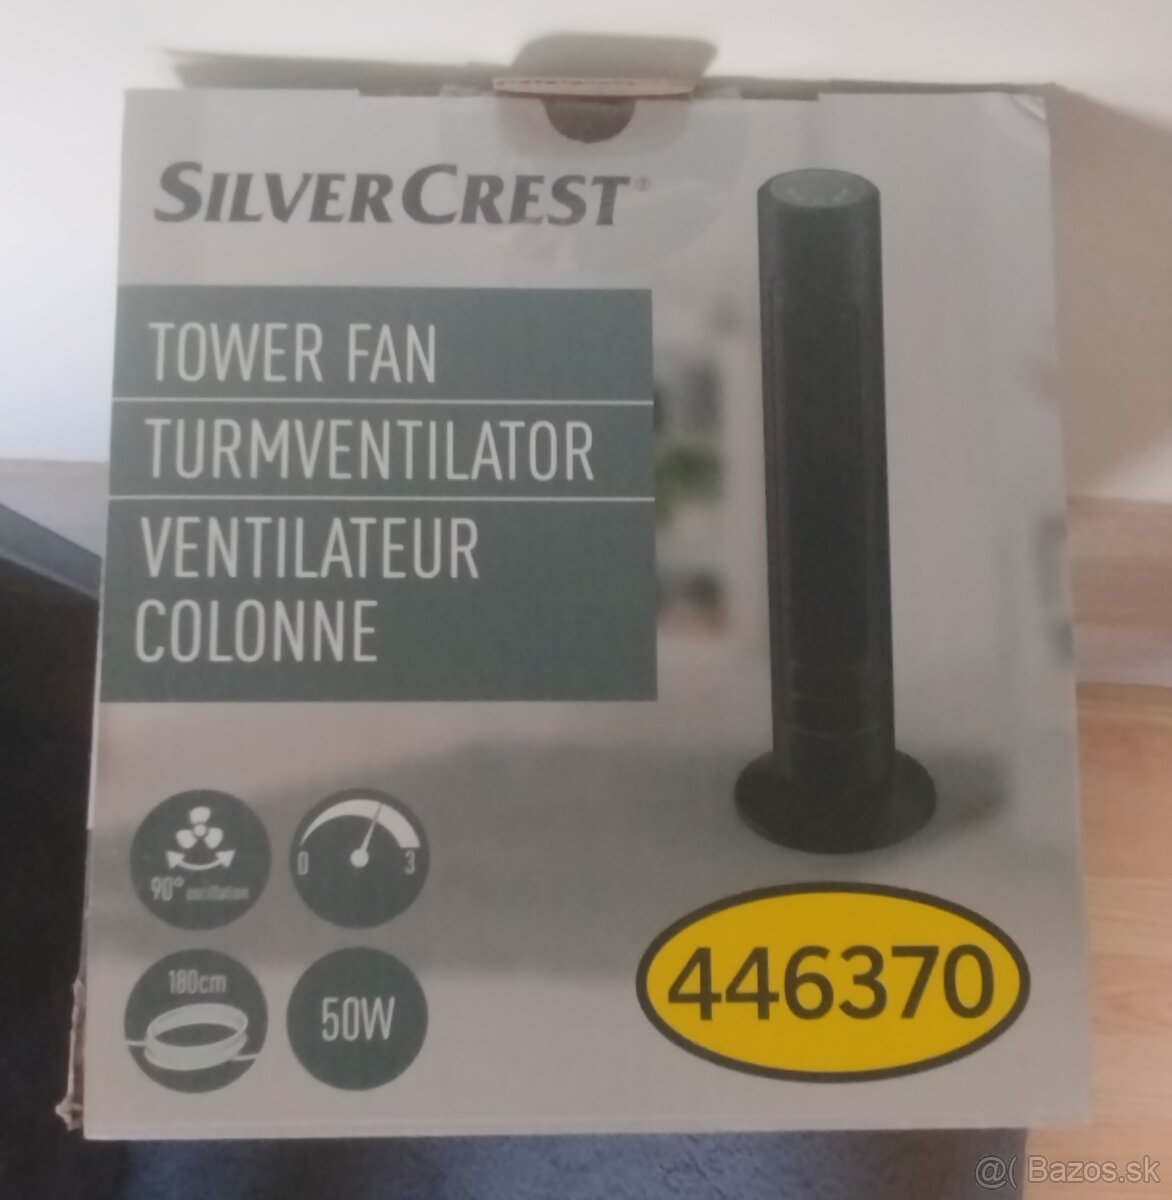 SILVERCREST®
TOWER FAN
TURMVENTILATOR
VENTILATEUR
COLONNE
90° oscillation
0 3
180cm
50W
446370
@( Bazos.sk